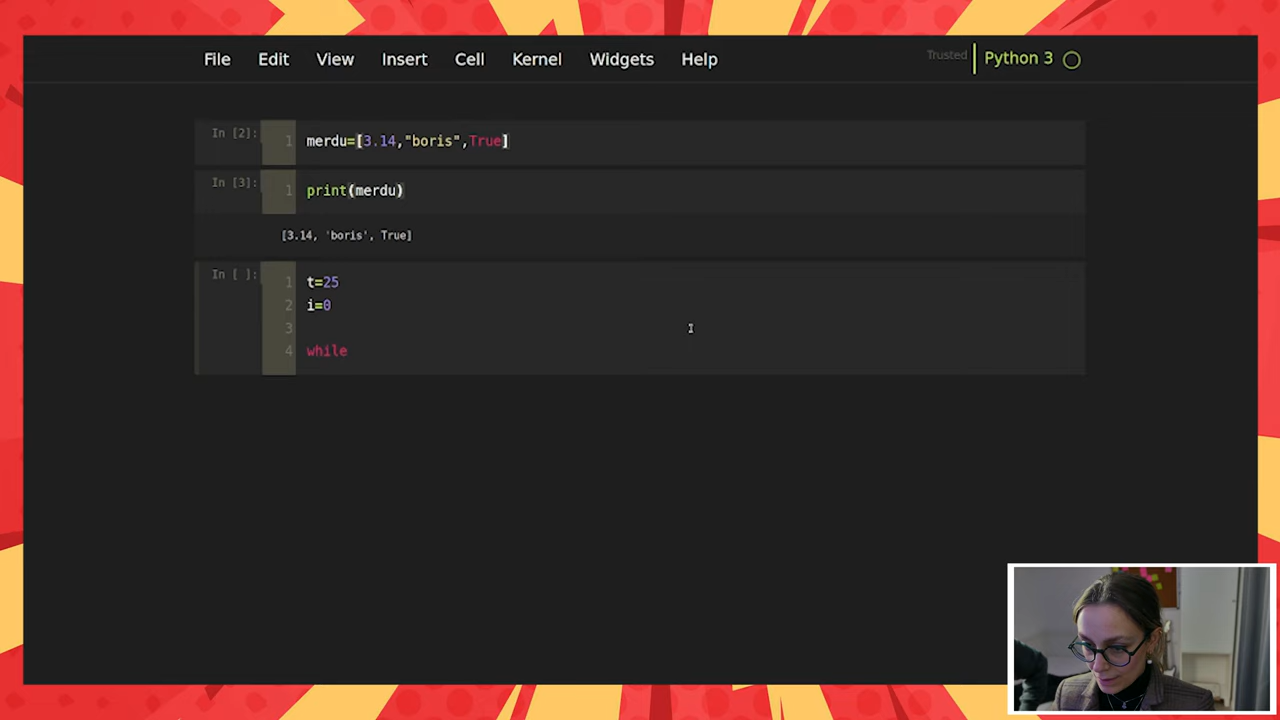 File Edit View Insert Cell Kernel Widgets Help Trusted Python 3
In [2]: 1 merdu=[3.14,"boris",True]
In [3]: 1 print(merdu)
[3.14, 'boris', True]
In [ ]: 1 t=25
2 i=0
3
4 while